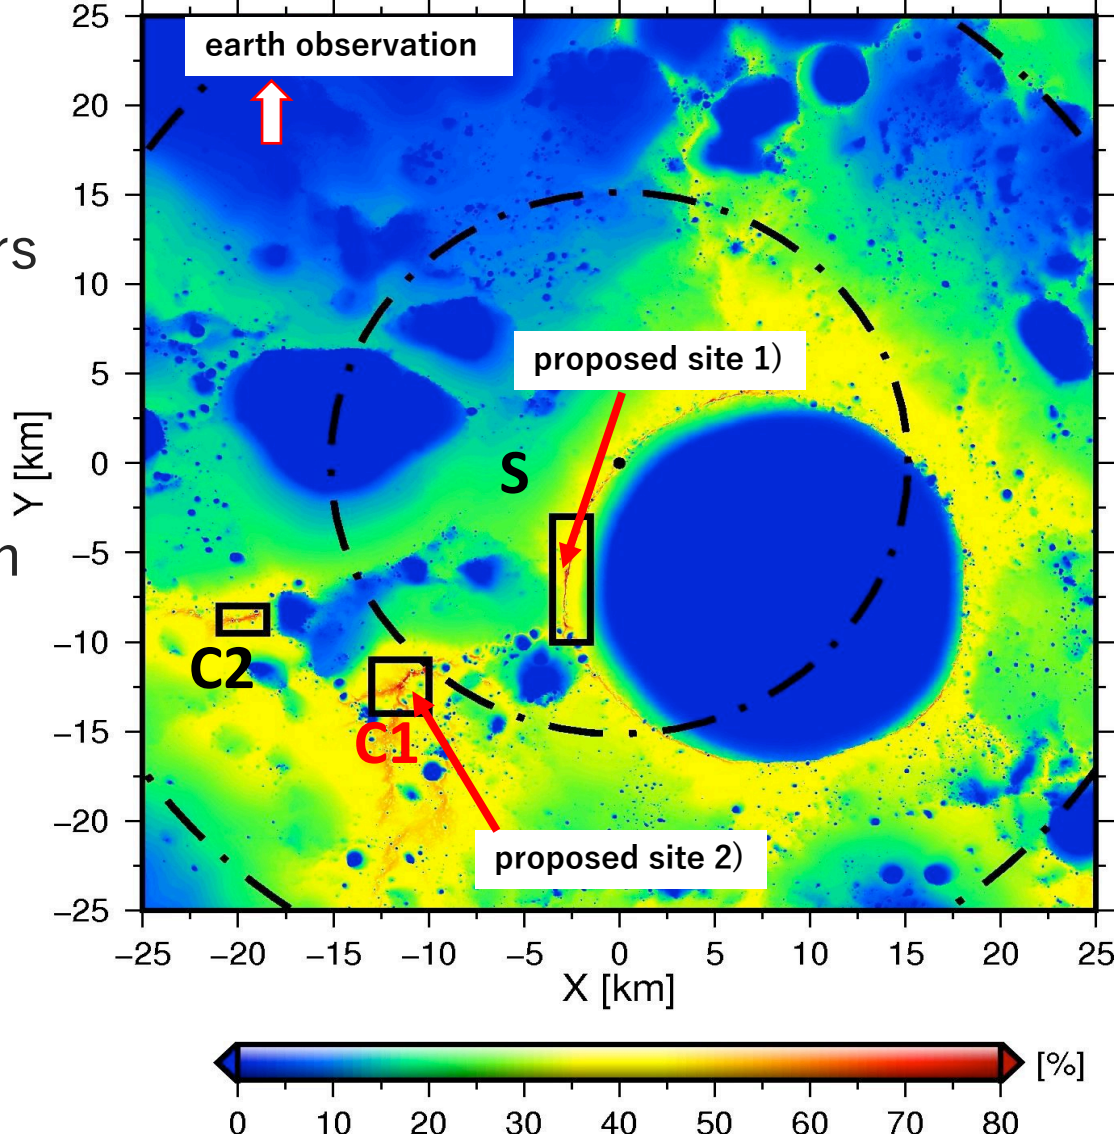 earth observation
rs
n
proposed site 1)
S
C2
C1
proposed site 2)
25
20
15
10
5
0
−5
−10
−15
−20
−25
Y [km]
−25 −20 −15 −10 −5 0 5 10 15 20 25
X [km]
[%]
0 10 20 30 40 50 60 70 80